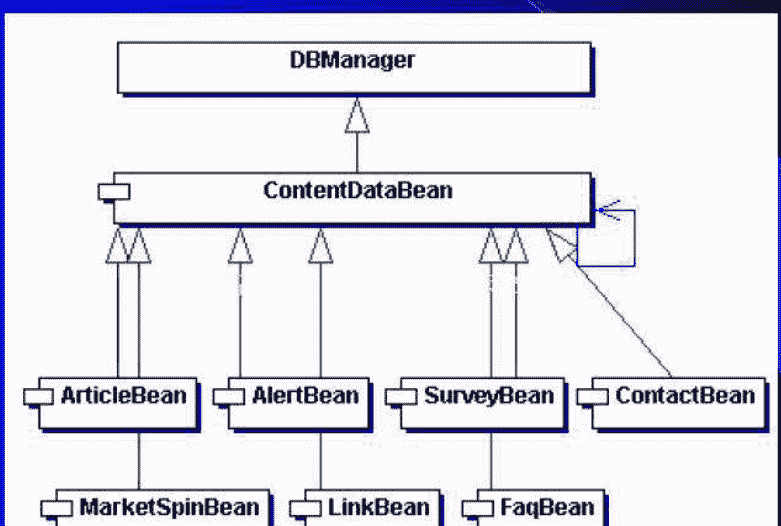 DBManager
ContentDataBean
ArticleBean AlertBean SurveyBean ContactBean
MarketSpinBean LinkBean FaqBean